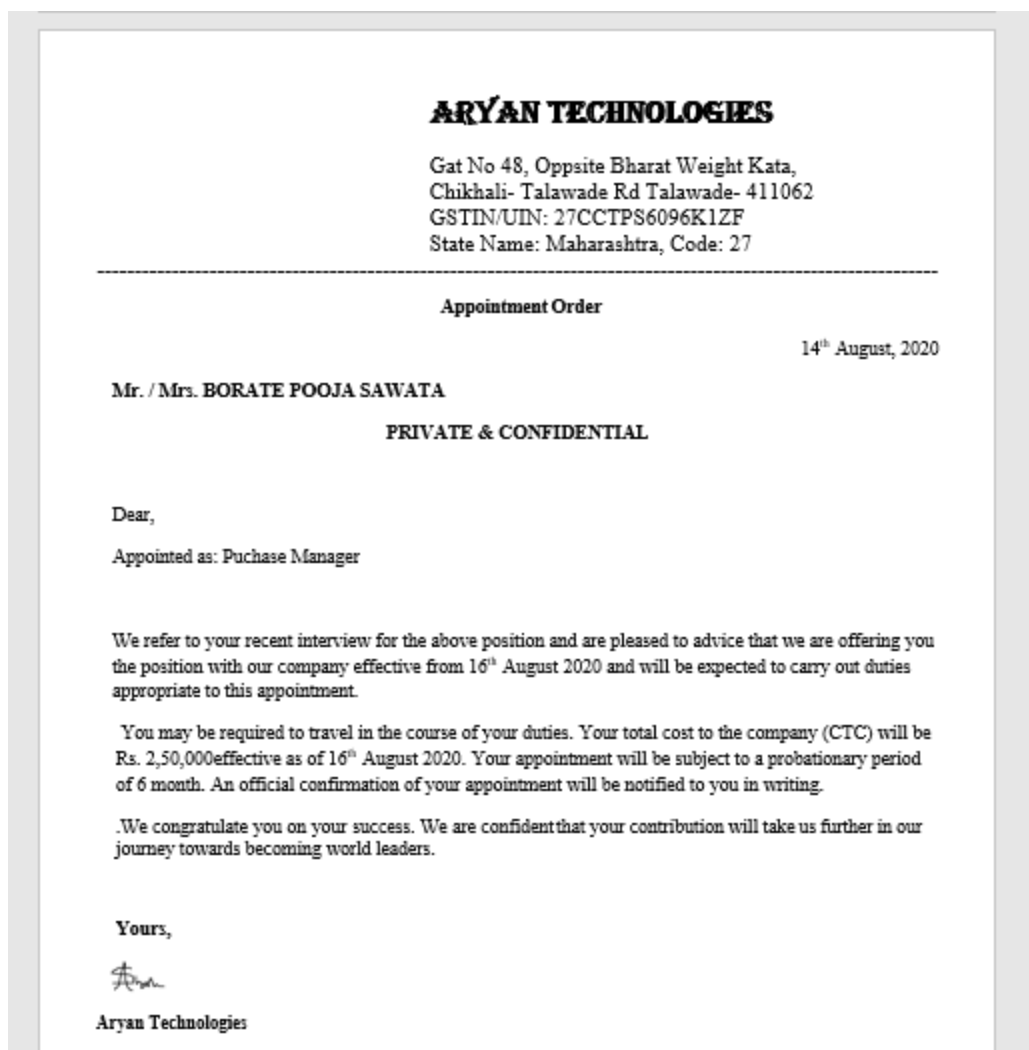 ARYAN TECHNOLOGIES
Gat No 48, Oppsite Bharat Weight Kata,
Chikhali- Talawade Rd Talawade- 411062
GSTIN/UIN: 27CCTPS6096K1ZF
State Name: Maharashtra, Code: 27
Appointment Order
14th August, 2020
Mr. / Mrs. BORATE POOJA SAWATA
PRIVATE & CONFIDENTIAL
Dear,
Appointed as: Puchase Manager
We refer to your recent interview for the above position and are pleased to advice that we are offering you
the position with our company effective from 16th August 2020 and will be expected to carry out duties
appropriate to this appointment.
You may be required to travel in the course of your duties. Your total cost to the company (CTC) will be
Rs. 2,50,000effective as of 16th August 2020. Your appointment will be subject to a probationary period
of 6 month. An official confirmation of your appointment will be notified to you in writing.
.We congratulate you on your success. We are confident that your contribution will take us further in our
journey towards becoming world leaders.
Yours,
Aryan Technologies